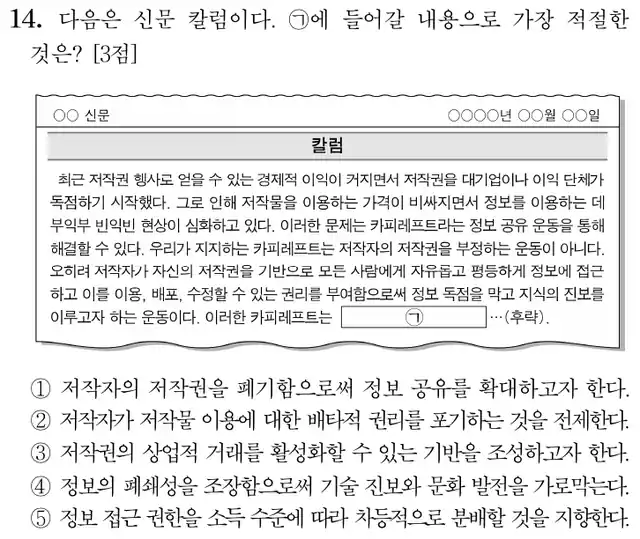 14. 다음은 신문 칼럼이다. ㉠에 들어갈 내용으로 가장 적절한
것은? [3점]
○○ 신문 ○○○○년 ○○월 ○○일
칼럼
최근 저작권 행사로 얻을 수 있는 경제적 이익이 커지면서 저작권을 대기업이나 이익 단체가
독점하기 시작했다. 그로 인해 저작물을 이용하는 가격이 비싸지면서 정보를 이용하는 데
부익부 빈익빈 현상이 심화하고 있다. 이러한 문제는 카피레프트라는 정보 공유 운동을 통해
해결할 수 있다. 우리가 지지하는 카피레프트는 저작자의 저작권을 부정하는 운동이 아니다.
오히려 저작자가 자신의 저작권을 기반으로 모든 사람에게 자유롭고 평등하게 정보에 접근
하고 이를 이용, 배포, 수정할 수 있는 권리를 부여함으로써 정보 독점을 막고 지식의 진보를
이루고자 하는 운동이다. 이러한 카피레프트는 ㉠ …(후략).
① 저작자의 저작권을 폐기함으로써 정보 공유를 확대하고자 한다.
② 저작자가 저작물 이용에 대한 배타적 권리를 포기하는 것을 전제한다.
③ 저작권의 상업적 거래를 활성화할 수 있는 기반을 조성하고자 한다.
④ 정보의 폐쇄성을 조장함으로써 기술 진보와 문화 발전을 가로막는다.
⑤ 정보 접근 권한을 소득 수준에 따라 차등적으로 분배할 것을 지향한다.